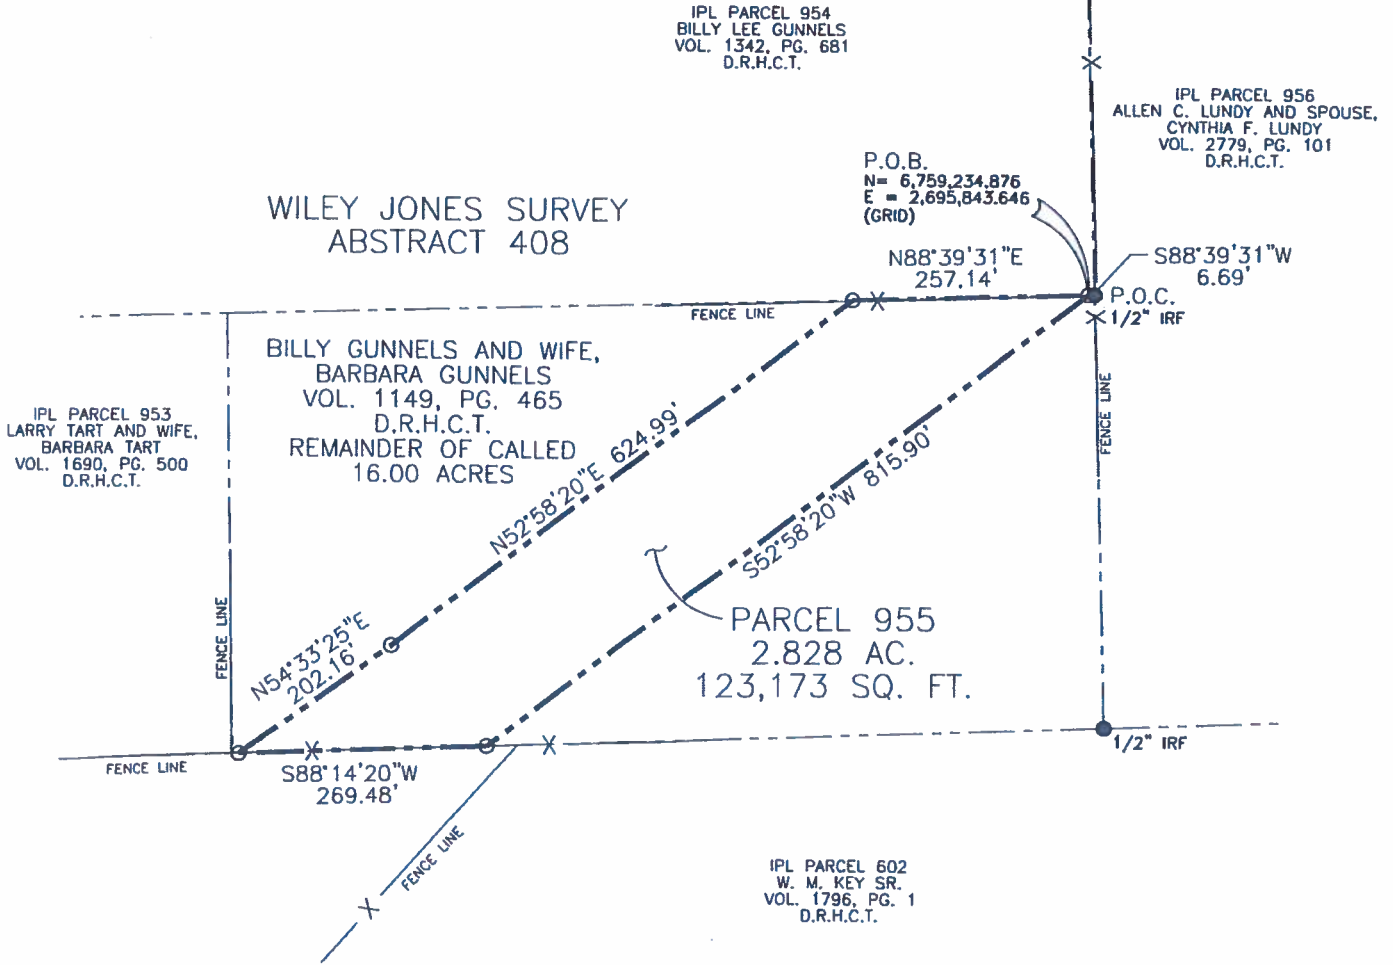 IPL PARCEL 954
BILLY LEE GUNNELS
VOL. 1342, PG. 681
D.R.H.C.T.
IPL PARCEL 956
ALLEN C. LUNDY AND SPOUSE,
CYNTHIA F. LUNDY
VOL. 2779, PG. 101
D.R.H.C.T.
P.O.B.
N= 6,759,234.876
E = 2,695,843.646
(GRID)
WILEY JONES SURVEY
ABSTRACT 408
N88°39'31"E
257.14'
S88°39'31"W
6.69'
P.O.C.
1/2" IRF
FENCE LINE
BILLY GUNNELS AND WIFE,
BARBARA GUNNELS
VOL. 1149, PG. 465
D.R.H.C.T.
REMAINDER OF CALLED
16.00 ACRES
IPL PARCEL 953
LARRY TART AND WIFE,
BARBARA TART
VOL. 1690, PG. 500
D.R.H.C.T.
FENCE LINE
N52°58'20"E 624.99'
S52°58'20"W 815.90'
FENCE LINE
N54°33'25"E
202.16'
PARCEL 955
2.828 AC.
123,173 SQ. FT.
1/2" IRF
FENCE LINE
S88°14'20"W
269.48'
FENCE LINE
IPL PARCEL 602
W. M. KEY SR.
VOL. 1796, PG. 1
D.R.H.C.T.